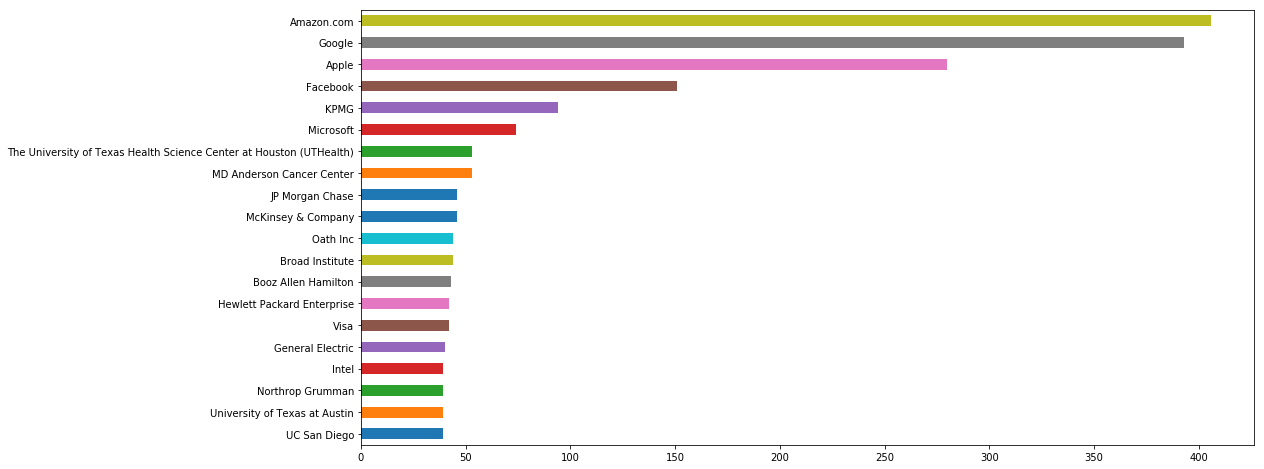 Amazon.com
Google
Apple
Facebook
KPMG
Microsoft
The University of Texas Health Science Center at Houston (UTHealth)
MD Anderson Cancer Center
JP Morgan Chase
McKinsey & Company
Oath Inc
Broad Institute
Booz Allen Hamilton
Hewlett Packard Enterprise
Visa
General Electric
Intel
Northrop Grumman
University of Texas at Austin
UC San Diego
0 50 100 150 200 250 300 350 400